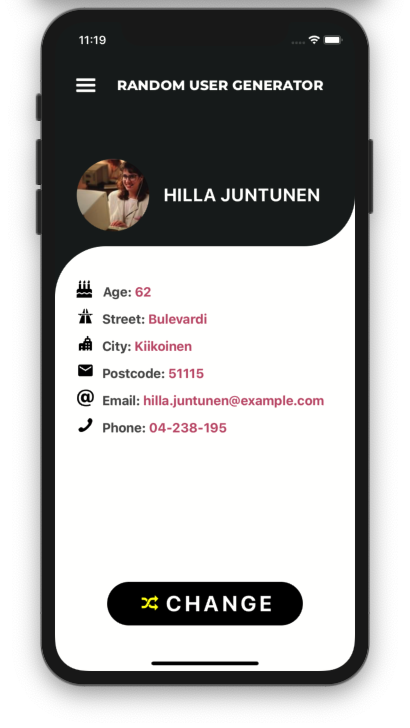 11:19
RANDOM USER GENERATOR
HILLA JUNTUNEN
Age: 62
Street: Bulevardi
City: Kiikoinen
Postcode: 51115
Email: hilla.juntunen@example.com
Phone: 04-238-195
CHANGE